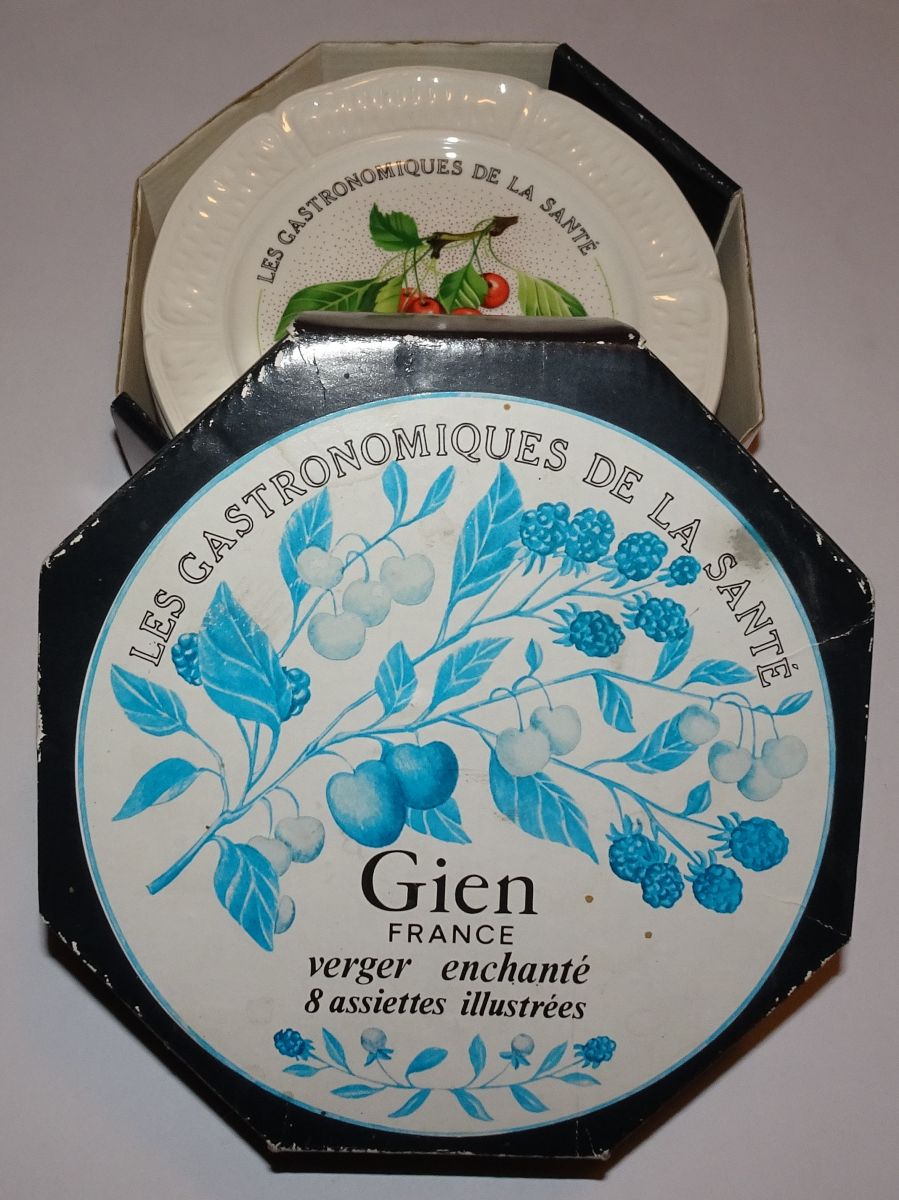 LES GASTRONOMIQUES DE LA SANTÉ
LES GASTRONOMIQUES DE LA SANTÉ
Gien
FRANCE
verger enchanté
8 assiettes illustrées